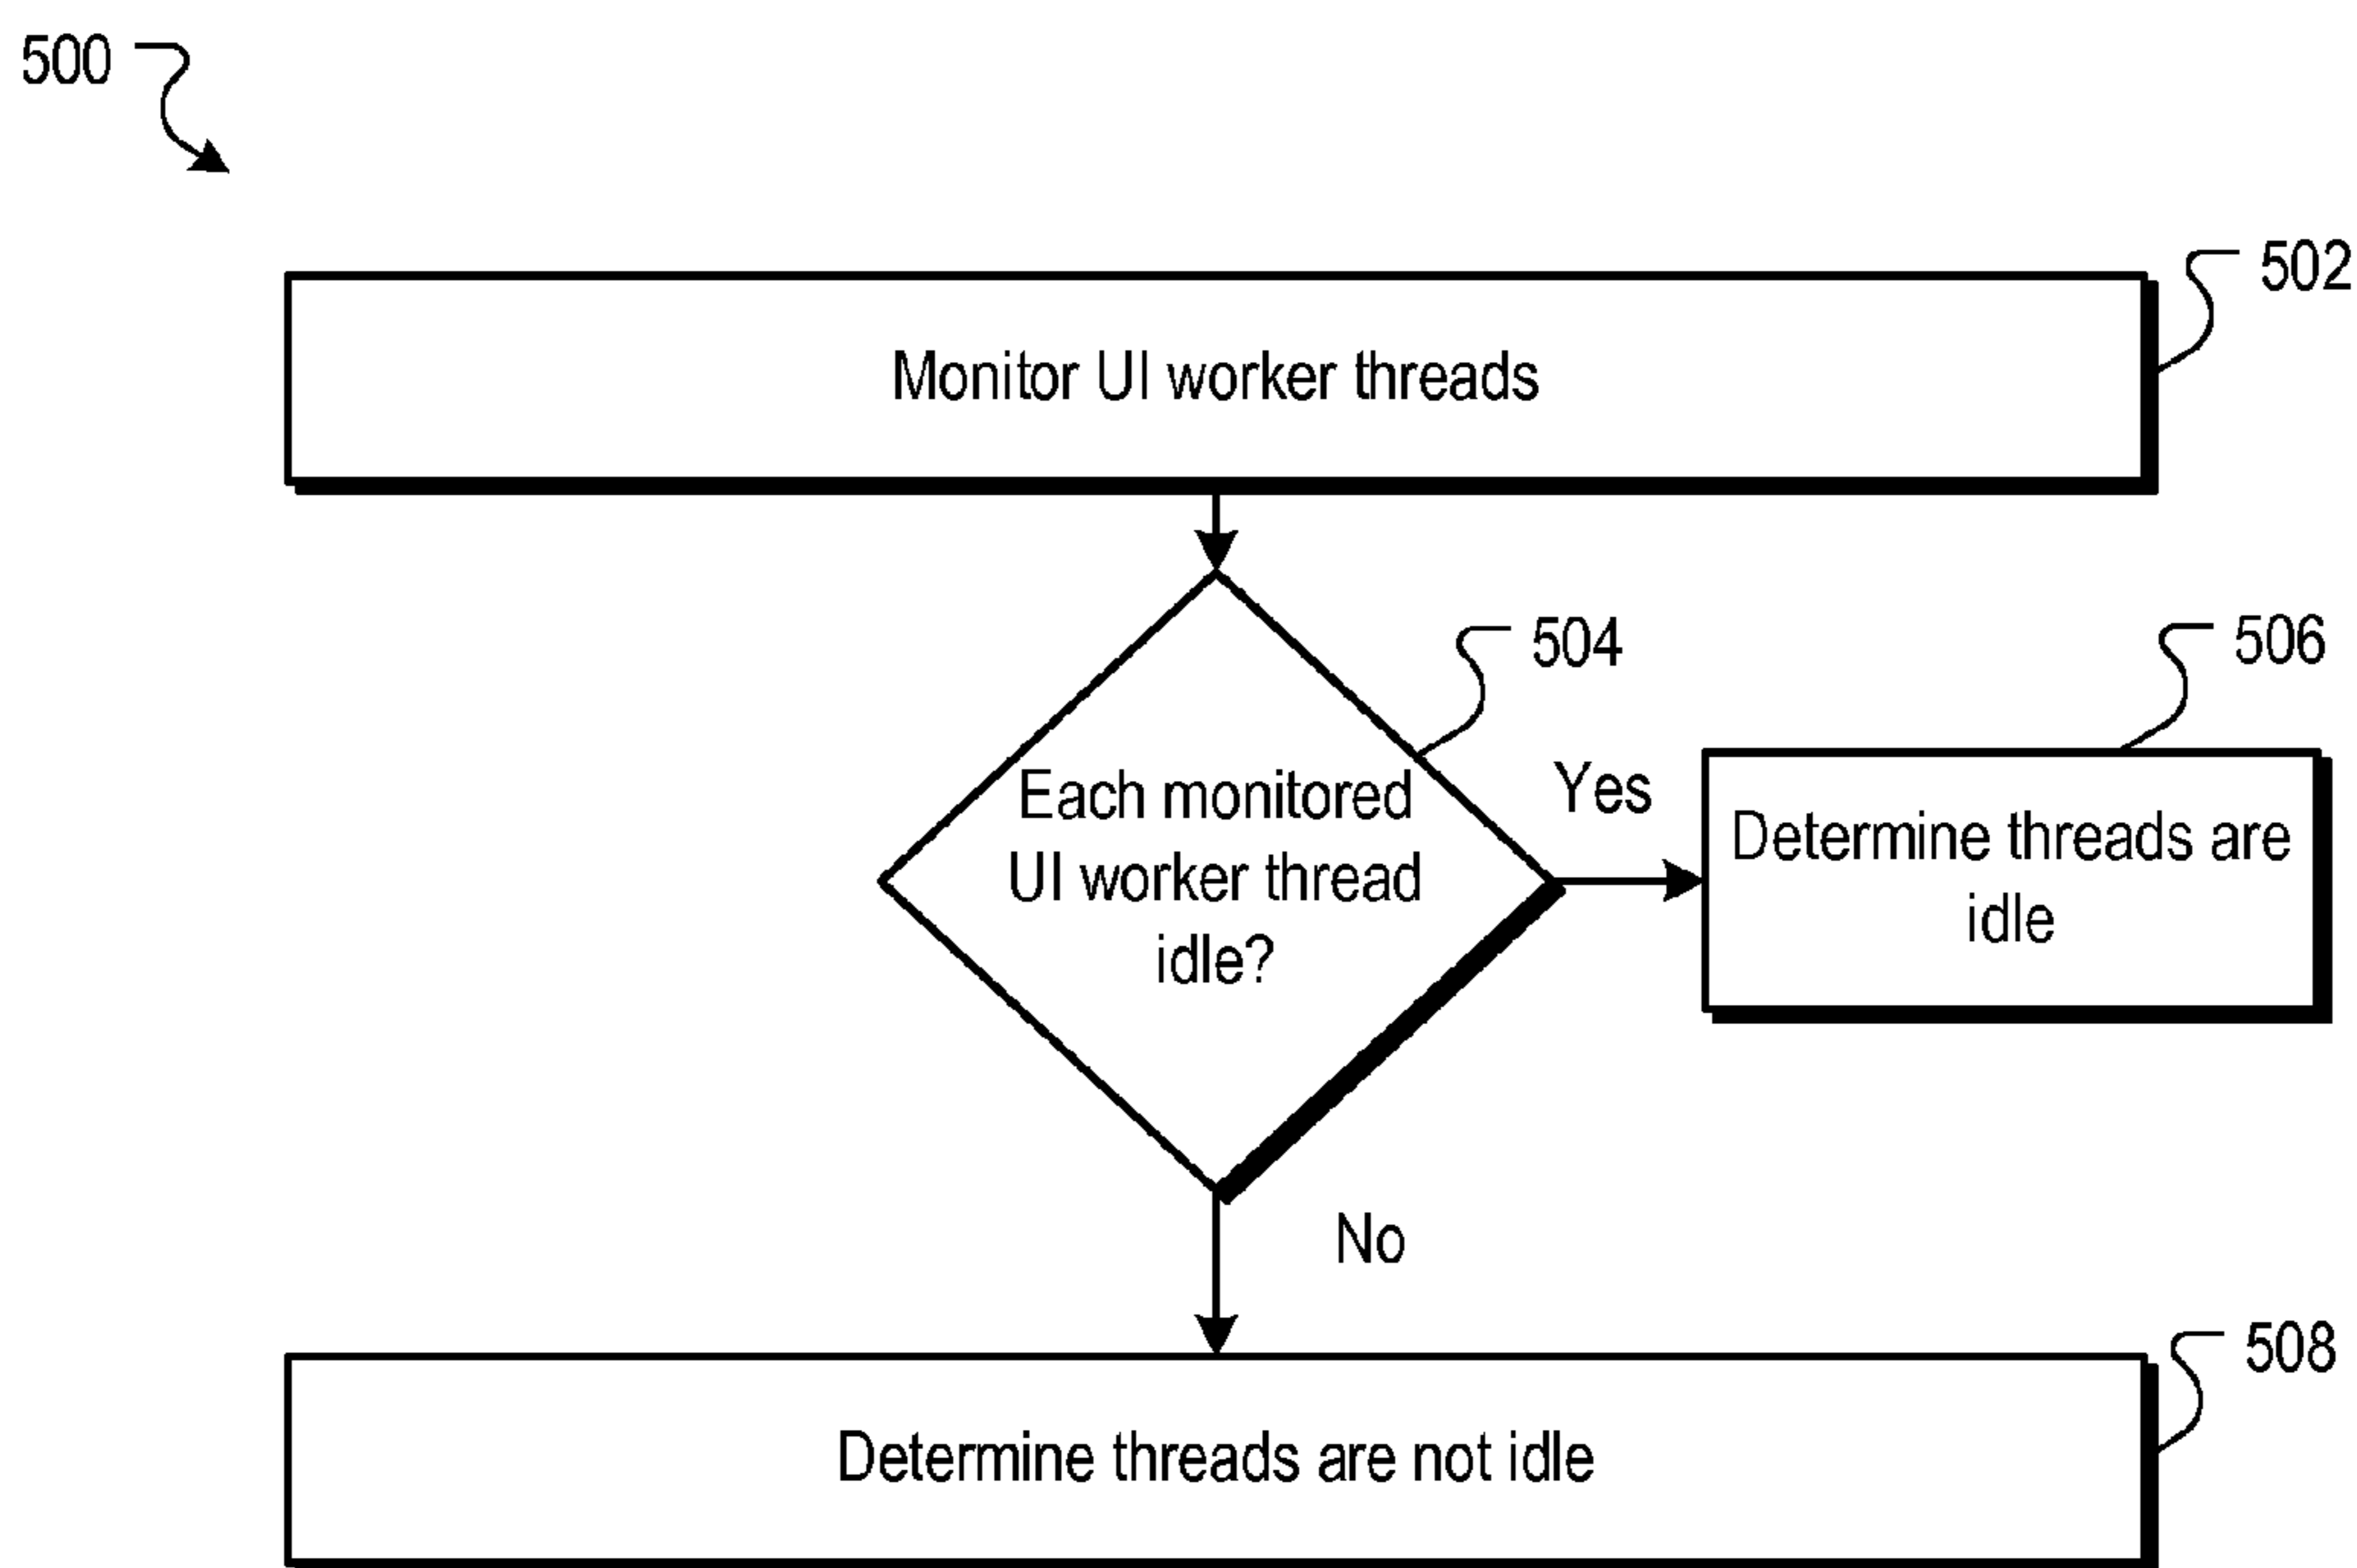 500
502
Monitor UI worker threads
504
506
Each monitored
UI worker thread
idle?
Yes
Determine threads are
idle
No
508
Determine threads are not idle